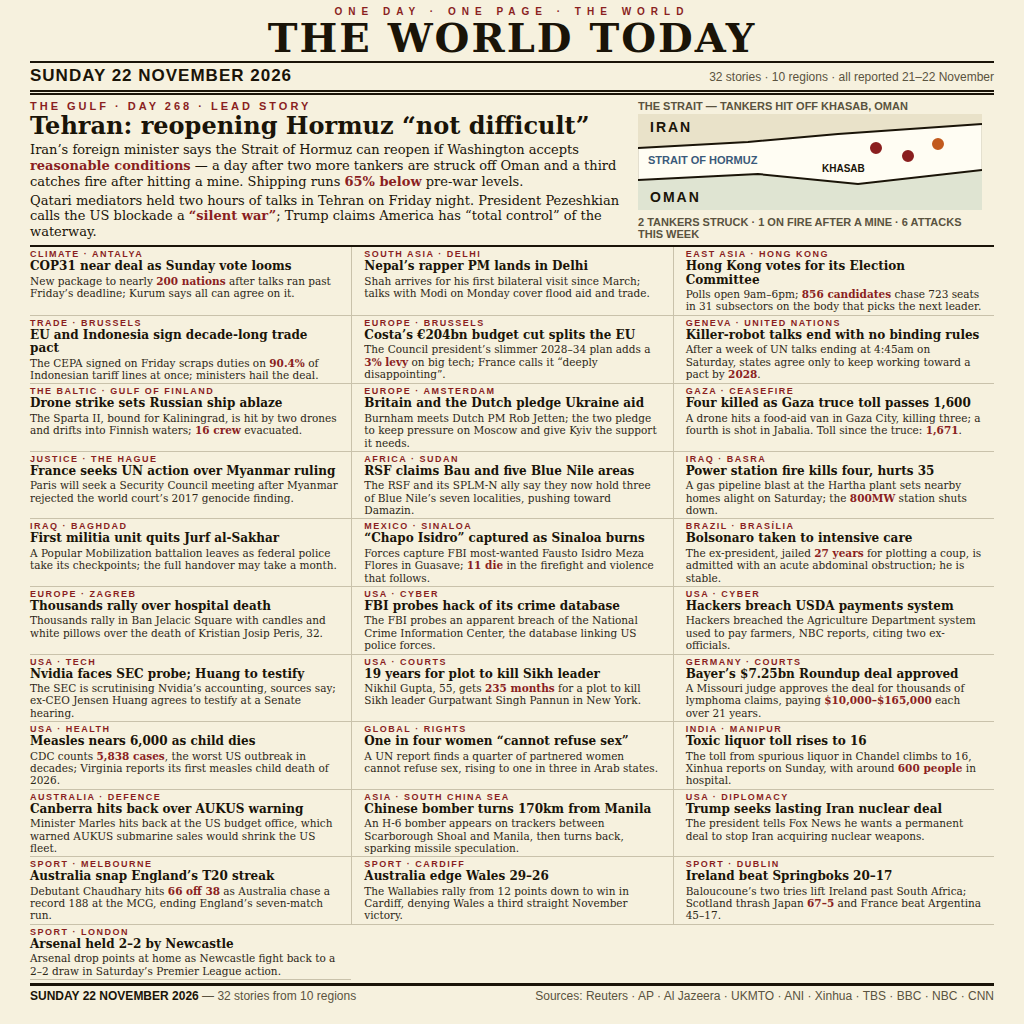 ONE DAY · ONE PAGE · THE WORLD
THE WORLD TODAY
SUNDAY 22 NOVEMBER 2026
32 stories · 10 regions · all reported 21–22 November
THE GULF · DAY 268 · LEAD STORY
Tehran: reopening Hormuz “not difficult”
Iran’s foreign minister says the Strait of Hormuz can reopen if Washington accepts
reasonable conditions — a day after two more tankers are struck off Oman and a third
catches fire after hitting a mine. Shipping runs 65% below pre-war levels.
Qatari mediators held two hours of talks in Tehran on Friday night. President Pezeshkian
calls the US blockade a “silent war”; Trump claims America has “total control” of the
waterway.
THE STRAIT — TANKERS HIT OFF KHASAB, OMAN
IRAN
STRAIT OF HORMUZ
KHASAB
OMAN
2 TANKERS STRUCK · 1 ON FIRE AFTER A MINE · 6 ATTACKS
THIS WEEK
CLIMATE · ANTALYA
COP31 near deal as Sunday vote looms
New package to nearly 200 nations after talks ran past
Friday’s deadline; Kurum says all can agree on it.
SOUTH ASIA · DELHI
Nepal’s rapper PM lands in Delhi
Shah arrives for his first bilateral visit since March;
talks with Modi on Monday cover flood aid and trade.
EAST ASIA · HONG KONG
Hong Kong votes for its Election
Committee
Polls open 9am–6pm; 856 candidates chase 723 seats
in 31 subsectors on the body that picks the next leader.
TRADE · BRUSSELS
EU and Indonesia sign decade-long trade
pact
The CEPA signed on Friday scraps duties on 90.4% of
Indonesian tariff lines at once; ministers hail the deal.
EUROPE · BRUSSELS
Costa’s €204bn budget cut splits the EU
The Council president’s slimmer 2028–34 plan adds a
3% levy on big tech; France calls it “deeply
disappointing”.
GENEVA · UNITED NATIONS
Killer-robot talks end with no binding rules
After a week of UN talks ending at 4:45am on
Saturday, states agree only to keep working toward a
pact by 2028.
THE BALTIC · GULF OF FINLAND
Drone strike sets Russian ship ablaze
The Sparta II, bound for Kaliningrad, is hit by two drones
and drifts into Finnish waters; 16 crew evacuated.
EUROPE · AMSTERDAM
Britain and the Dutch pledge Ukraine aid
Burnham meets Dutch PM Rob Jetten; the two pledge
to keep pressure on Moscow and give Kyiv the support
it needs.
GAZA · CEASEFIRE
Four killed as Gaza truce toll passes 1,600
A drone hits a food-aid van in Gaza City, killing three; a
fourth is shot in Jabalia. Toll since the truce: 1,671.
JUSTICE · THE HAGUE
France seeks UN action over Myanmar ruling
Paris will seek a Security Council meeting after Myanmar
rejected the world court’s 2017 genocide finding.
AFRICA · SUDAN
RSF claims Bau and five Blue Nile areas
The RSF and its SPLM-N ally say they now hold three
of Blue Nile’s seven localities, pushing toward
Damazin.
IRAQ · BASRA
Power station fire kills four, hurts 35
A gas pipeline blast at the Hartha plant sets nearby
homes alight on Saturday; the 800MW station shuts
down.
IRAQ · BAGHDAD
First militia unit quits Jurf al-Sakhar
A Popular Mobilization battalion leaves as federal police
take its checkpoints; the full handover may take a month.
MEXICO · SINALOA
“Chapo Isidro” captured as Sinaloa burns
Forces capture FBI most-wanted Fausto Isidro Meza
Flores in Guasave; 11 die in the firefight and violence
that follows.
BRAZIL · BRASÍLIA
Bolsonaro taken to intensive care
The ex-president, jailed 27 years for plotting a coup, is
admitted with an acute abdominal obstruction; he is
stable.
EUROPE · ZAGREB
Thousands rally over hospital death
Thousands rally in Ban Jelacic Square with candles and
white pillows over the death of Kristian Josip Peris, 32.
USA · CYBER
FBI probes hack of its crime database
The FBI probes an apparent breach of the National
Crime Information Center, the database linking US
police forces.
USA · CYBER
Hackers breach USDA payments system
Hackers breached the Agriculture Department system
used to pay farmers, NBC reports, citing two ex-
officials.
USA · TECH
Nvidia faces SEC probe; Huang to testify
The SEC is scrutinising Nvidia’s accounting, sources say;
ex-CEO Jensen Huang agrees to testify at a Senate
hearing.
USA · COURTS
19 years for plot to kill Sikh leader
Nikhil Gupta, 55, gets 235 months for a plot to kill
Sikh leader Gurpatwant Singh Pannun in New York.
GERMANY · COURTS
Bayer’s $7.25bn Roundup deal approved
A Missouri judge approves the deal for thousands of
lymphoma claims, paying $10,000–$165,000 each
over 21 years.
USA · HEALTH
Measles nears 6,000 as child dies
CDC counts 5,838 cases, the worst US outbreak in
decades; Virginia reports its first measles child death of
2026.
GLOBAL · RIGHTS
One in four women “cannot refuse sex”
A UN report finds a quarter of partnered women
cannot refuse sex, rising to one in three in Arab states.
INDIA · MANIPUR
Toxic liquor toll rises to 16
The toll from spurious liquor in Chandel climbs to 16,
Xinhua reports on Sunday, with around 600 people in
hospital.
AUSTRALIA · DEFENCE
Canberra hits back over AUKUS warning
Minister Marles hits back at the US budget office, which
warned AUKUS submarine sales would shrink the US
fleet.
ASIA · SOUTH CHINA SEA
Chinese bomber turns 170km from Manila
An H-6 bomber appears on trackers between
Scarborough Shoal and Manila, then turns back,
sparking missile speculation.
USA · DIPLOMACY
Trump seeks lasting Iran nuclear deal
The president tells Fox News he wants a permanent
deal to stop Iran acquiring nuclear weapons.
SPORT · MELBOURNE
Australia snap England’s T20 streak
Debutant Chaudhary hits 66 off 38 as Australia chase a
record 188 at the MCG, ending England’s seven-match
run.
SPORT · CARDIFF
Australia edge Wales 29–26
The Wallabies rally from 12 points down to win in
Cardiff, denying Wales a third straight November
victory.
SPORT · DUBLIN
Ireland beat Springboks 20–17
Baloucoune’s two tries lift Ireland past South Africa;
Scotland thrash Japan 67–5 and France beat Argentina
45–17.
SPORT · LONDON
Arsenal held 2–2 by Newcastle
Arsenal drop points at home as Newcastle fight back to a
2–2 draw in Saturday’s Premier League action.
SUNDAY 22 NOVEMBER 2026 — 32 stories from 10 regions
Sources: Reuters · AP · Al Jazeera · UKMTO · ANI · Xinhua · TBS · BBC · NBC · CNN